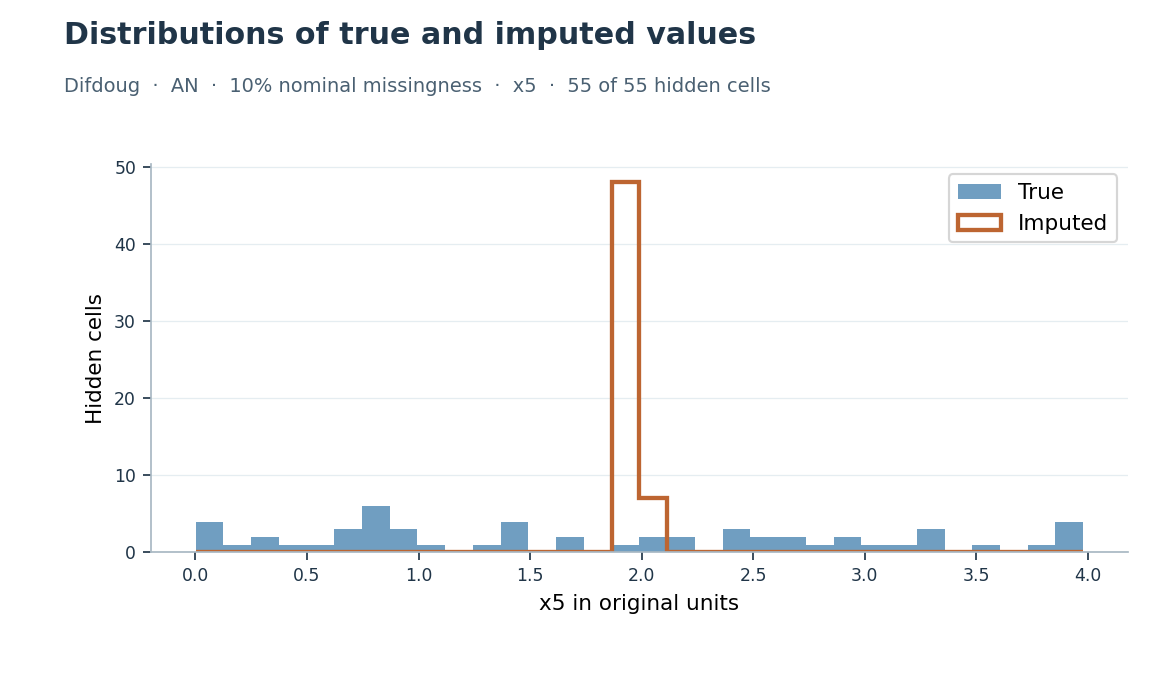 Distributions of true and imputed values
Difdoug · AN · 10% nominal missingness · x5 · 55 of 55 hidden cells
50
40
30
20
10
0
Hidden cells
True
Imputed
0.0 0.5 1.0 1.5 2.0 2.5 3.0 3.5 4.0
x5 in original units